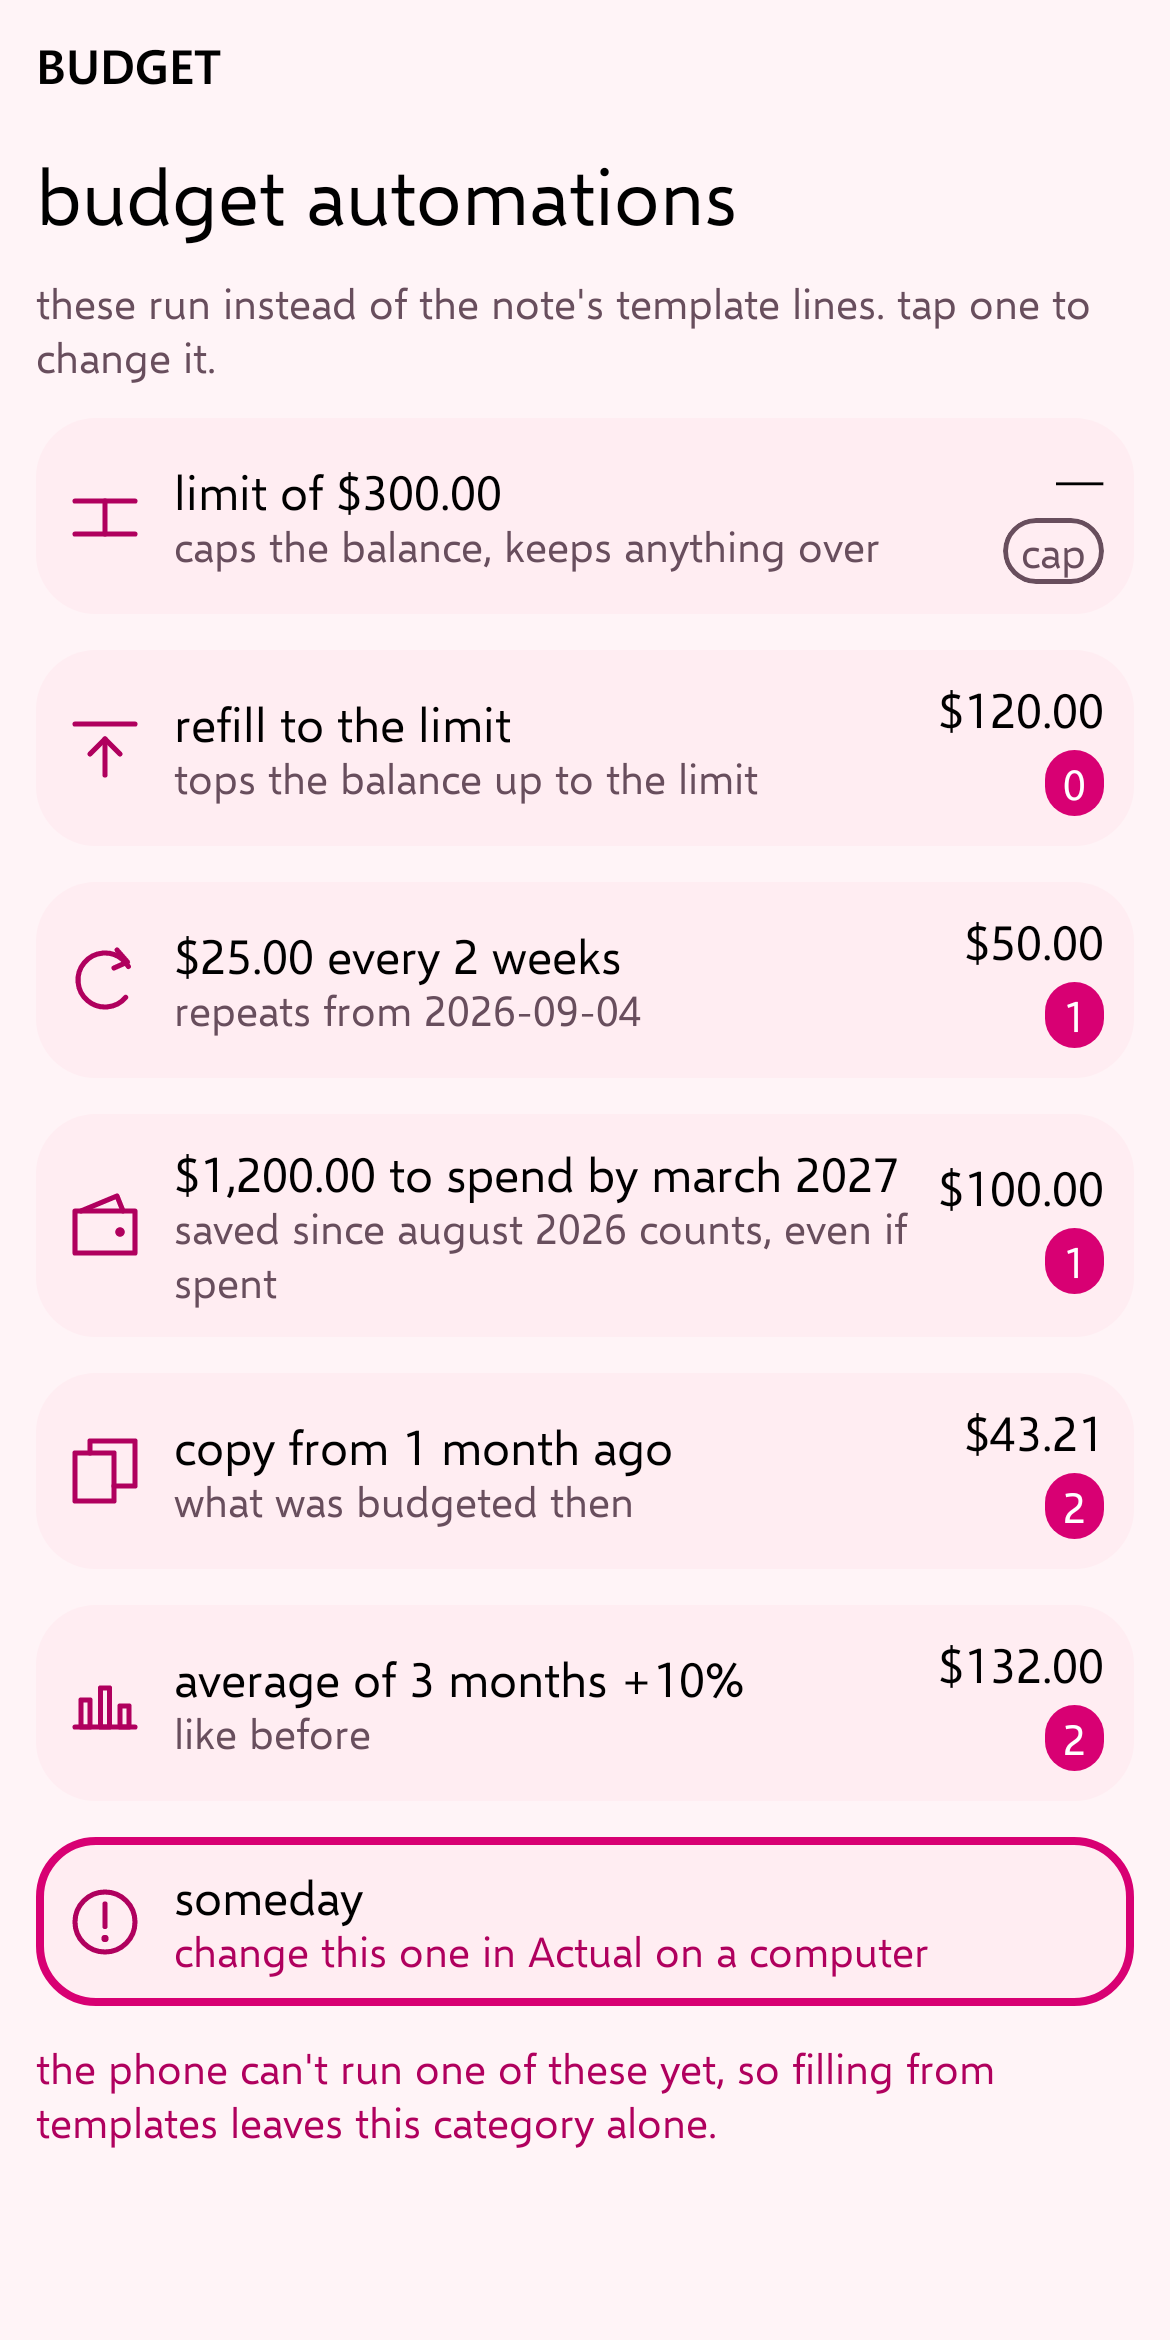 BUDGET
budget automations
these run instead of the note's template lines. tap one to
change it.
limit of $300.00
caps the balance, keeps anything over
—
cap
refill to the limit
tops the balance up to the limit
$120.00
0
$25.00 every 2 weeks
repeats from 2026-09-04
$50.00
1
$1,200.00 to spend by march 2027
saved since august 2026 counts, even if
spent
$100.00
1
copy from 1 month ago
what was budgeted then
$43.21
2
average of 3 months +10%
like before
$132.00
2
someday
change this one in Actual on a computer
the phone can't run one of these yet, so filling from
templates leaves this category alone.